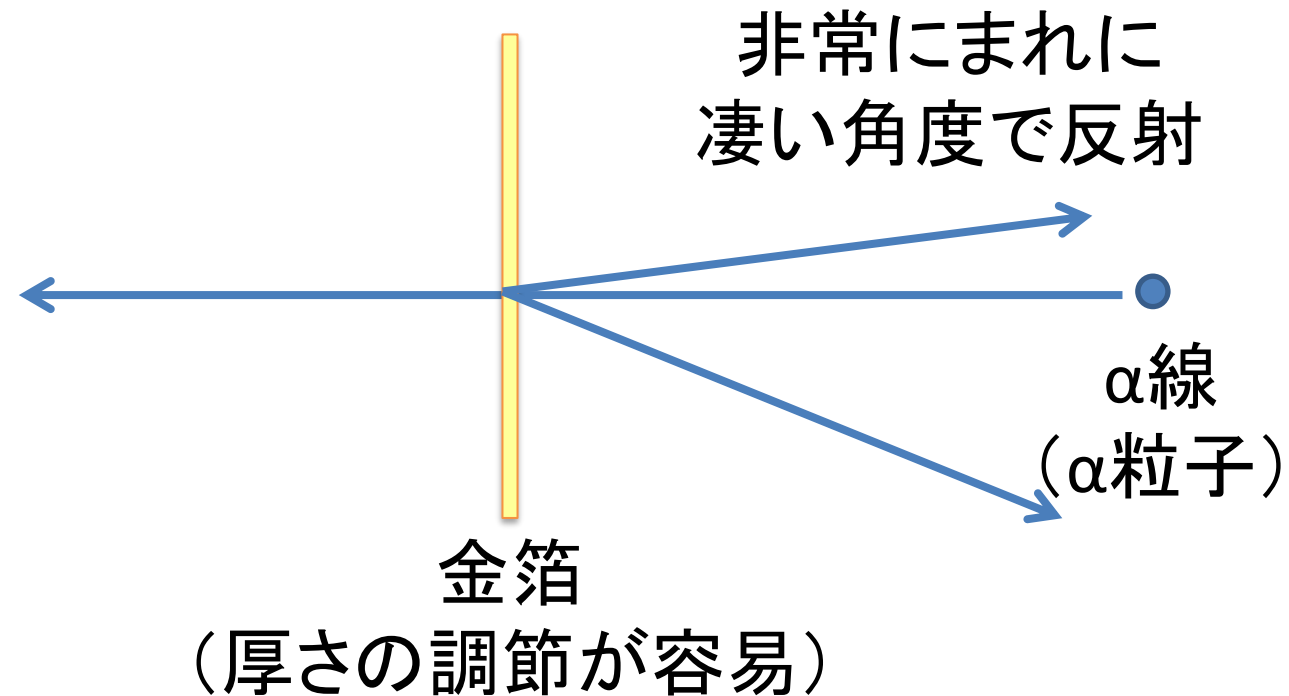 非常にまれに
凄い角度で反射
α線
（α粒子）
金箔
（厚さの調節が容易）